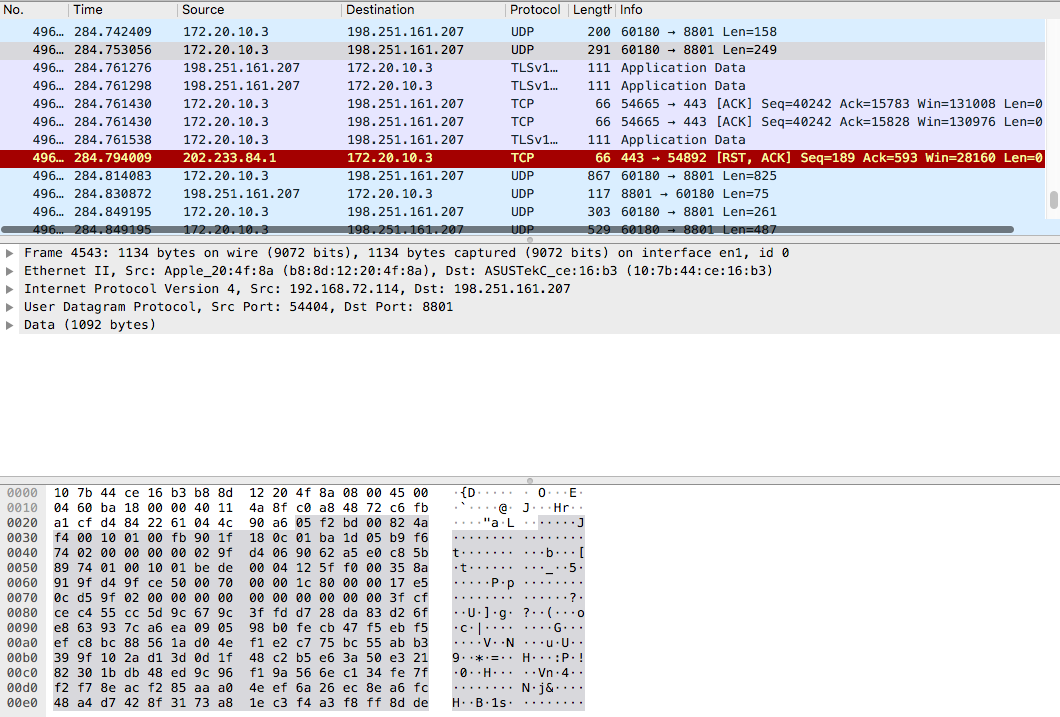 No. Time Source Destination Protocol Length Info
496… 284.742409 172.20.10.3 198.251.161.207 UDP 200 60180 → 8801 Len=158
496… 284.753056 172.20.10.3 198.251.161.207 UDP 291 60180 → 8801 Len=249
496… 284.761276 198.251.161.207 172.20.10.3 TLSv1… 111 Application Data
496… 284.761298 198.251.161.207 172.20.10.3 TLSv1… 111 Application Data
496… 284.761430 172.20.10.3 198.251.161.207 TCP 66 54665 → 443 [ACK] Seq=40242 Ack=15783 Win=131008 Len=0
496… 284.761430 172.20.10.3 198.251.161.207 TCP 66 54665 → 443 [ACK] Seq=40242 Ack=15828 Win=130976 Len=0
496… 284.761538 172.20.10.3 198.251.161.207 TLSv1… 111 Application Data
496… 284.794009 202.233.84.1 172.20.10.3 TCP 66 443 → 54892 [RST, ACK] Seq=189 Ack=593 Win=28160 Len=0
496… 284.814083 172.20.10.3 198.251.161.207 UDP 867 60180 → 8801 Len=825
496… 284.830872 198.251.161.207 172.20.10.3 UDP 117 8801 → 60180 Len=75
496… 284.849195 172.20.10.3 198.251.161.207 UDP 303 60180 → 8801 Len=261
496… 284.849195 172.20.10.3 198.251.161.207 UDP 529 60180 → 8801 Len=487
Frame 4543: 1134 bytes on wire (9072 bits), 1134 bytes captured (9072 bits) on interface en1, id 0
Ethernet II, Src: Apple_20:4f:8a (b8:8d:12:20:4f:8a), Dst: ASUSTekC_ce:16:b3 (10:7b:44:ce:16:b3)
Internet Protocol Version 4, Src: 192.168.72.114, Dst: 198.251.161.207
User Datagram Protocol, Src Port: 54404, Dst Port: 8801
Data (1092 bytes)
0000 10 7b 44 ce 16 b3 b8 8d 12 20 4f 8a 08 00 45 00 ·{D····· · O···E·
0010 04 60 ba 18 00 00 40 11 4a 8f c0 a8 48 72 c6 fb ·`····@· J···Hr··
0020 a1 cf d4 84 22 61 04 4c 90 a6 05 f2 bd 00 82 4a ····"a·L ·······J
0030 f4 00 10 01 00 fb 90 1f 18 0c 01 ba 1d 05 b9 f6 ········ ········
0040 74 02 00 00 00 00 02 9f d4 06 90 62 a5 e0 c8 5b t······· ···b···[
0050 89 74 01 00 10 01 be de 00 04 12 5f f0 00 35 8a ·t······ ···_··5·
0060 91 9f d4 9f ce 50 00 70 00 00 1c 80 00 00 17 e5 ·····P·p ········
0070 0c d5 9f 02 00 00 00 00 00 00 00 00 00 00 3f cf ········ ······?·
0080 ce c4 55 cc 5d 9c 67 9c 3f fd d7 28 da 83 d2 6f ··U·]·g· ?··(···o
0090 e8 63 93 7c a6 ea 09 05 98 b0 fe cb 47 f5 eb f5 ·c·|···· ····G···
00a0 ef c8 bc 88 56 1a d0 4e f1 e2 c7 75 bc 55 ab b3 ····V··N ···u·U··
00b0 39 9f 10 2a d1 3d 0d 1f 48 c2 b5 e6 3a 50 e3 21 9··*·=·· H···:P·!
00c0 82 30 1b db 48 ed 9c 96 f1 9a 56 6e c1 34 fe 7f ·0··H··· ··Vn·4··
00d0 f2 f7 8e ac f2 85 aa a0 4e ef 6a 26 ec 8e a6 fc ········ N·j&····
00e0 48 a4 d7 42 8f 31 73 a8 1e c3 f4 a3 f8 ff 8d de H··B·1s· ········